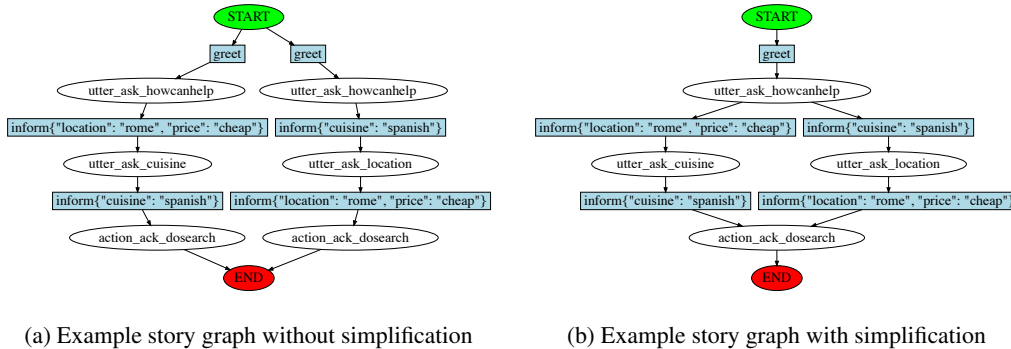 START
greet
greet
utter_ask_howcanhelp
utter_ask_howcanhelp
inform{"location": "rome", "price": "cheap"}
inform{"cuisine": "spanish"}
utter_ask_cuisine
utter_ask_location
inform{"cuisine": "spanish"}
inform{"location": "rome", "price": "cheap"}
action_ack_dosearch
action_ack_dosearch
END
(a) Example story graph without simplification
START
greet
utter_ask_howcanhelp
inform{"location": "rome", "price": "cheap"}
inform{"cuisine": "spanish"}
utter_ask_cuisine
utter_ask_location
inform{"cuisine": "spanish"}
inform{"location": "rome", "price": "cheap"}
action_ack_dosearch
END
(b) Example story graph with simplification